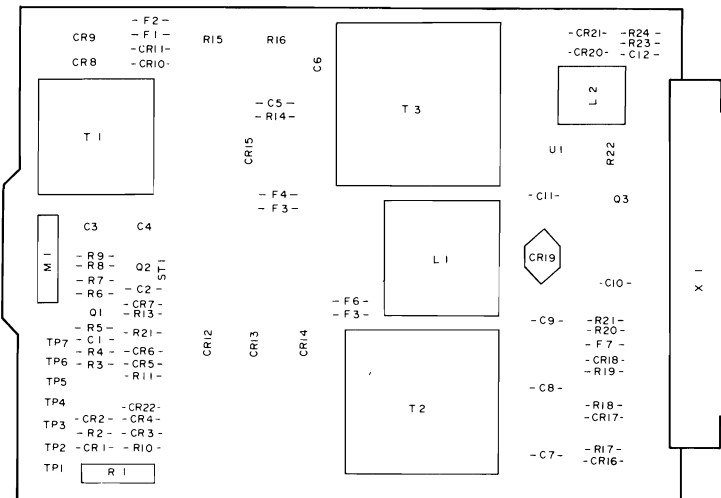 -F2-
CR9
-F1-
R15
R16
-CR11-
CR8
-CR10-
C6
-CR21-
-R24-
-R23-
-CR20-
-C12-
T1
-C5-
-R14-
CR15
T3
L2
U1
R22
-F4-
-F3-
-C11-
Q3
M1
C3
C4
-R9-
-R8-
Q2
ST1
-R7-
-C2-
-R6-
-CR7-
Q1
-R13-
L1
CR19
-C10-
X1
-F6-
-F3-
-R5-
TP7
-C1-
-R21-
-R4-
TP6
-R3-
-CR6-
-CR5-
TP5
-R11-
CR12
CR13
CR14
-C9-
-R21-
-R20-
-F7-
-CR18-
-R19-
TP4
-CR22-
-CR2-
-CR4-
TP3
-R2-
-CR3-
TP2
-CR1-
-R10-
TP1
R1
T2
-C8-
-R18-
-CR17-
-C7-
-R17-
-CR16-